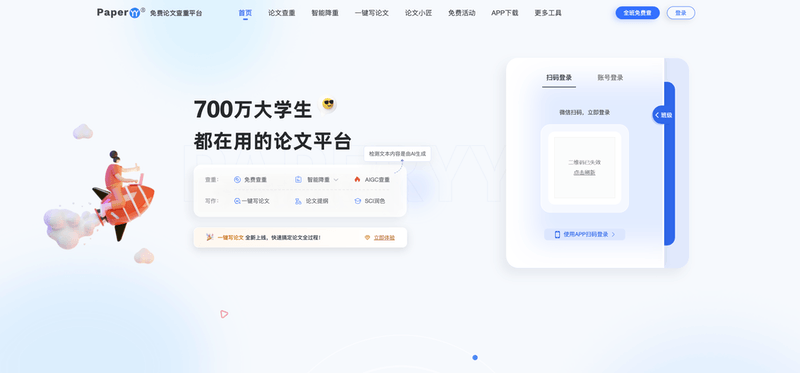 PaperYY® 免费论文查重平台
首页 论文查重 智能降重 一键写论文 论文小匠 免费活动 APP下载 更多工具
全班免费查 登录
700万大学生
都在用的论文平台
检测文本内容是由AI生成
查重: 免费查重 智能降重 AIGC查重
写作: 一键写论文 论文提纲 SCI润色
一键写论文 全新上线，快速搞定论文全过程！ 立即体验
扫码登录 账号登录
微信扫码，立即登录
二维码已失效
点击刷新
使用APP扫码登录
班级